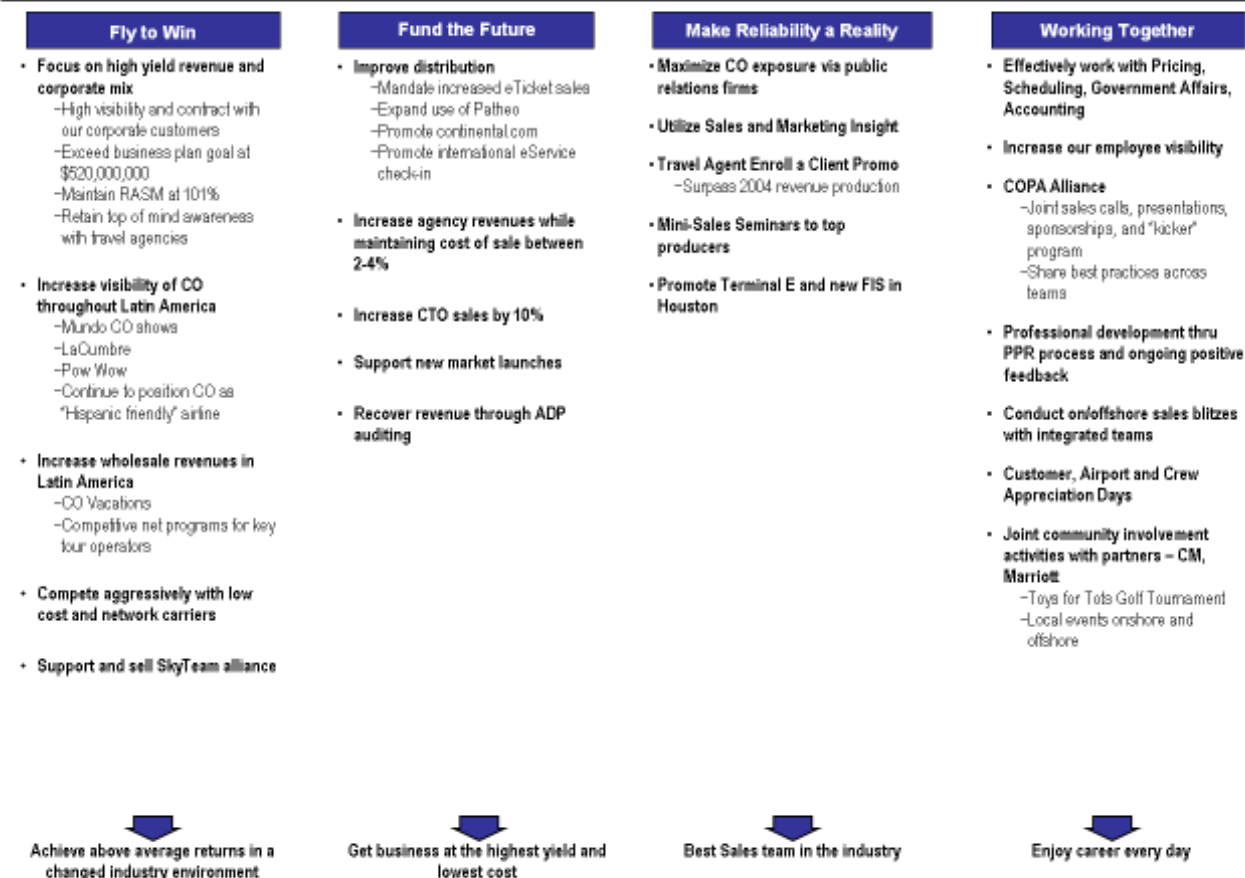 Fly to Win
• Focus on high yield revenue and
corporate mix
–High visibility and contract with
our corporate customers
–Exceed business plan goal at
$520,000,000
–Maintain RASM at 101%
–Retain top of mind awareness
with travel agencies
• Increase visibility of CO
throughout Latin America
–Mundo CO shows
–LaCumbre
–Pow Wow
–Continue to position CO as
"Hispanic friendly" airline
• Increase wholesale revenues in
Latin America
–CO Vacations
–Competitive net programs for key
tour operators
• Compete aggressively with low
cost and network carriers
• Support and sell SkyTeam alliance
Achieve above average returns in a
changed industry environment
Fund the Future
• Improve distribution
–Mandate increased eTicket sales
–Expand use of Patheo
–Promote continental.com
–Promote international eService
check-in
• Increase agency revenues while
maintaining cost of sale between
2-4%
• Increase CTO sales by 10%
• Support new market launches
• Recover revenue through ADP
auditing
Get business at the highest yield and
lowest cost
Make Reliability a Reality
• Maximize CO exposure via public
relations firms
• Utilize Sales and Marketing Insight
• Travel Agent Enroll a Client Promo
–Surpass 2004 revenue production
• Mini-Sales Seminars to top
producers
• Promote Terminal E and new FIS in
Houston
Best Sales team in the industry
Working Together
• Effectively work with Pricing,
Scheduling, Government Affairs,
Accounting
• Increase our employee visibility
• COPA Alliance
–Joint sales calls, presentations,
sponsorships, and "kicker"
program
–Share best practices across
teams
• Professional development thru
PPR process and ongoing positive
feedback
• Conduct on/offshore sales blitzes
with integrated teams
• Customer, Airport and Crew
Appreciation Days
• Joint community involvement
activities with partners – CM,
Marriott
–Toys for Tots Golf Tournament
–Local events onshore and
offshore
Enjoy career every day